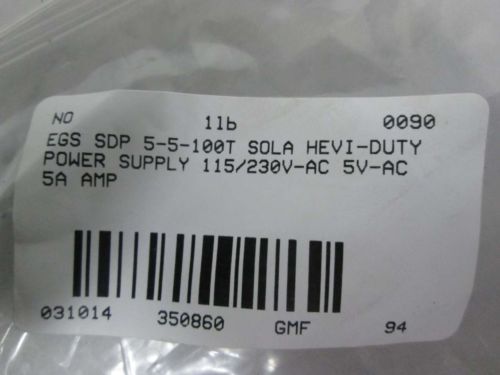 NO 1lb 0090
EGS SDP 5-5-100T SOLA HEVI-DUTY
POWER SUPPLY 115/230V-AC 5V-AC
5A AMP
031014 350860 GMF 94